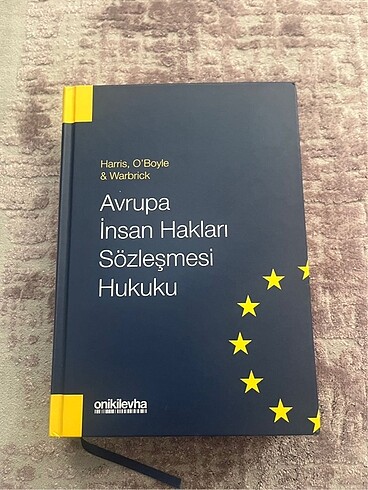 Harris, O'Boyle
& Warbrick
Avrupa
İnsan Hakları
Sözleşmesi
Hukuku
onikilevha